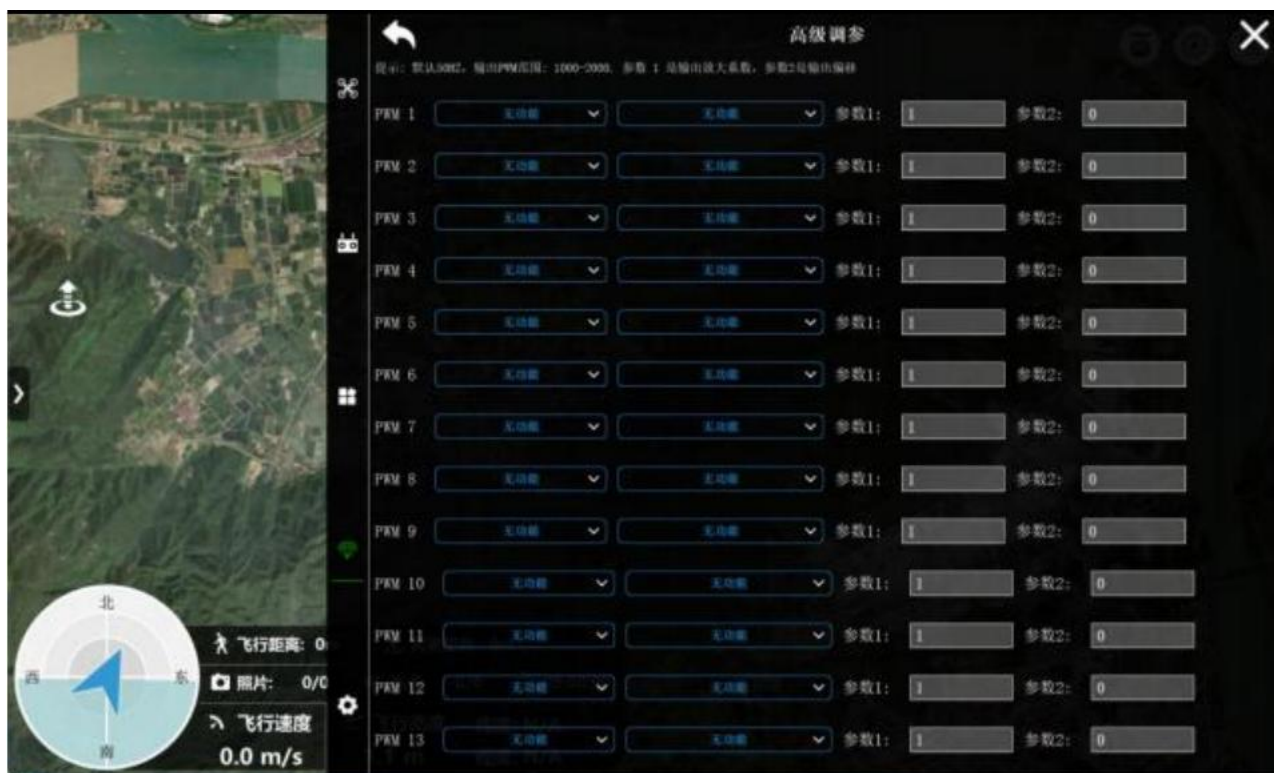 高级调参
提示: 默认50HZ, 输出PWM范围: 1000-2000, 参数 1 是输出放大系数, 参数2是输出偏移
PWM 1 无功能 无功能 参数1: 1 参数2: 0
PWM 2 无功能 无功能 参数1: 1 参数2: 0
PWM 3 无功能 无功能 参数1: 1 参数2: 0
PWM 4 无功能 无功能 参数1: 1 参数2: 0
PWM 5 无功能 无功能 参数1: 1 参数2: 0
PWM 6 无功能 无功能 参数1: 1 参数2: 0
PWM 7 无功能 无功能 参数1: 1 参数2: 0
PWM 8 无功能 无功能 参数1: 1 参数2: 0
PWM 9 无功能 无功能 参数1: 1 参数2: 0
PWM 10 无功能 无功能 参数1: 1 参数2: 0
PWM 11 无功能 无功能 参数1: 1 参数2: 0
PWM 12 无功能 无功能 参数1: 1 参数2: 0
PWM 13 无功能 无功能 参数1: 1 参数2: 0
北
西
东
南
飞行距离: 0
照片: 0/0
飞行速度
0.0 m/s